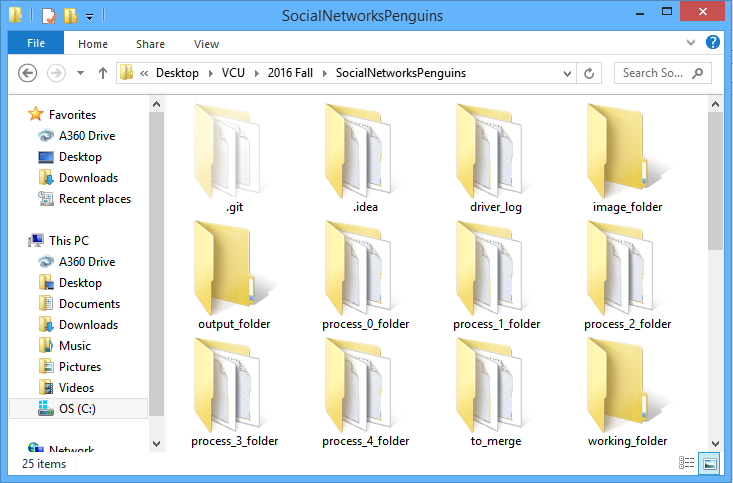 SocialNetworksPenguins
File Home Share View
« Desktop VCU 2016 Fall SocialNetworksPenguins Search So...
Favorites
A360 Drive
Desktop
Downloads
Recent places
This PC
A360 Drive
Desktop
Documents
Downloads
Music
Pictures
Videos
OS (C:)
Network
.git .idea driver_log image_folder
output_folder process_0_folder process_1_folder process_2_folder
process_3_folder process_4_folder to_merge working_folder
25 items